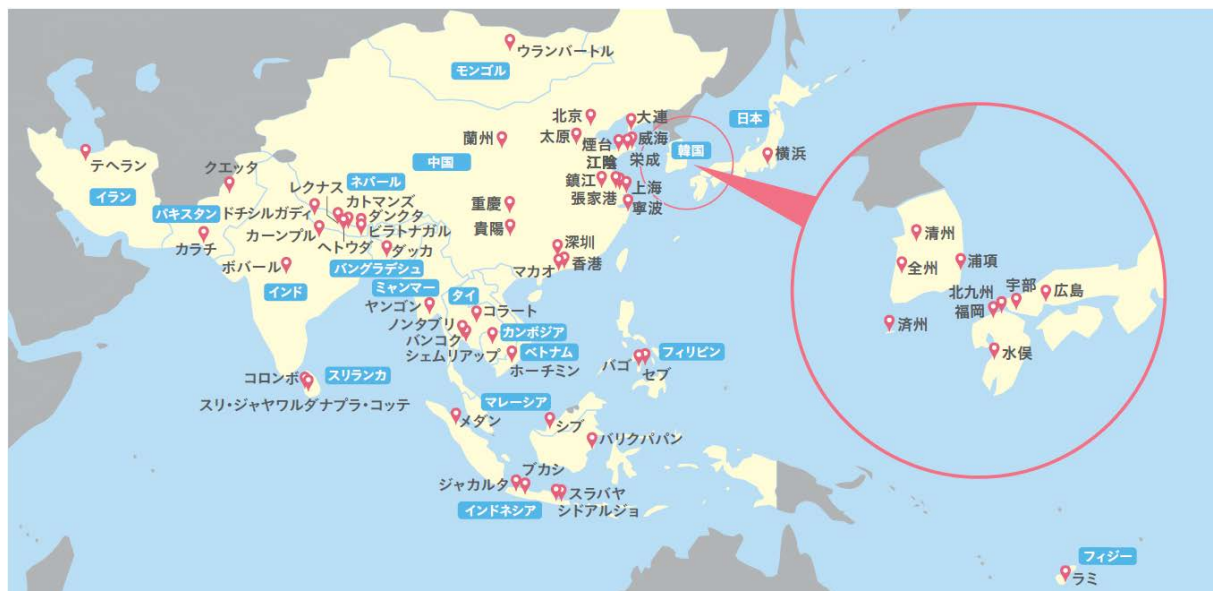 ウランバートル
モンゴル
北京
大連
日本
蘭州
太原
煙台
威海
韓国
横浜
テヘラン
クエッタ
中国
江陰
栄成
イラン
レクナス
ネパール
カトマンズ
鎮江
上海
パキスタン
ドチシルガディ
ダンクタ
重慶
張家港
寧波
カラチ
カーンプル
ヘトウダ
ビラトナガル
貴陽
ボパール
ダッカ
深圳
インド
バングラデシュ
マカオ
香港
ミャンマー
ヤンゴン
タイ
コラート
ノンタブリ
カンボジア
バンコク
シェムリアップ
ベトナム
ホーチミン
バゴ
フィリピン
セブ
コロンボ
スリランカ
スリ・ジャヤワルダナプラ・コッテ
マレーシア
メダン
シブ
バリクパパン
ブカシ
ジャカルタ
スラバヤ
インドネシア
シドアルジョ
フィジー
ラミ
清州
全州
浦項
北九州
宇部
広島
福岡
済州
水俣